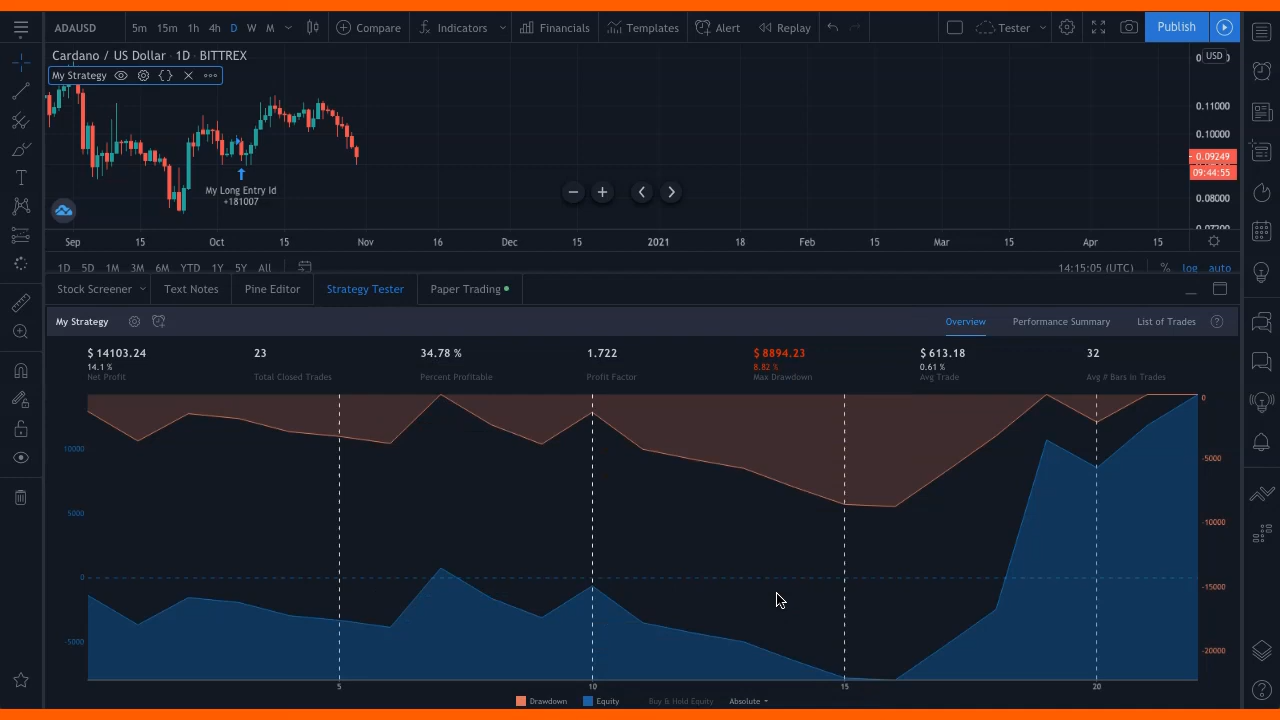 ADAUSD 5m 15m 1h 4h D W M Compare Indicators Financials Templates Alert Replay Tester Publish
Cardano / US Dollar · 1D · BITTREX
USD
My Strategy
0.11000
0.10000
0.09249
09:44:55
0.08000
My Long Entry Id
+181007
Sep 15 Oct 15 Nov 16 Dec 15 2021 18 Feb 15 Mar 15 Apr 15
1D 5D 1M 3M 6M YTD 1Y 5Y All 14:15:05 (UTC) % log auto
Stock Screener Text Notes Pine Editor Strategy Tester Paper Trading
My Strategy Overview Performance Summary List of Trades
$ 14103.24 23 34.78 % 1.722 $ 8894.23 $ 613.18 32
14.1 % 8.82 % 0.61 %
Net Profit Total Closed Trades Percent Profitable Profit Factor Max Drawdown Avg Trade Avg # Bars in Trades
0
10000
-5000
5000
-10000
0
-15000
-5000
-20000
5 10 15 20
Drawdown Equity Buy & Hold Equity Absolute